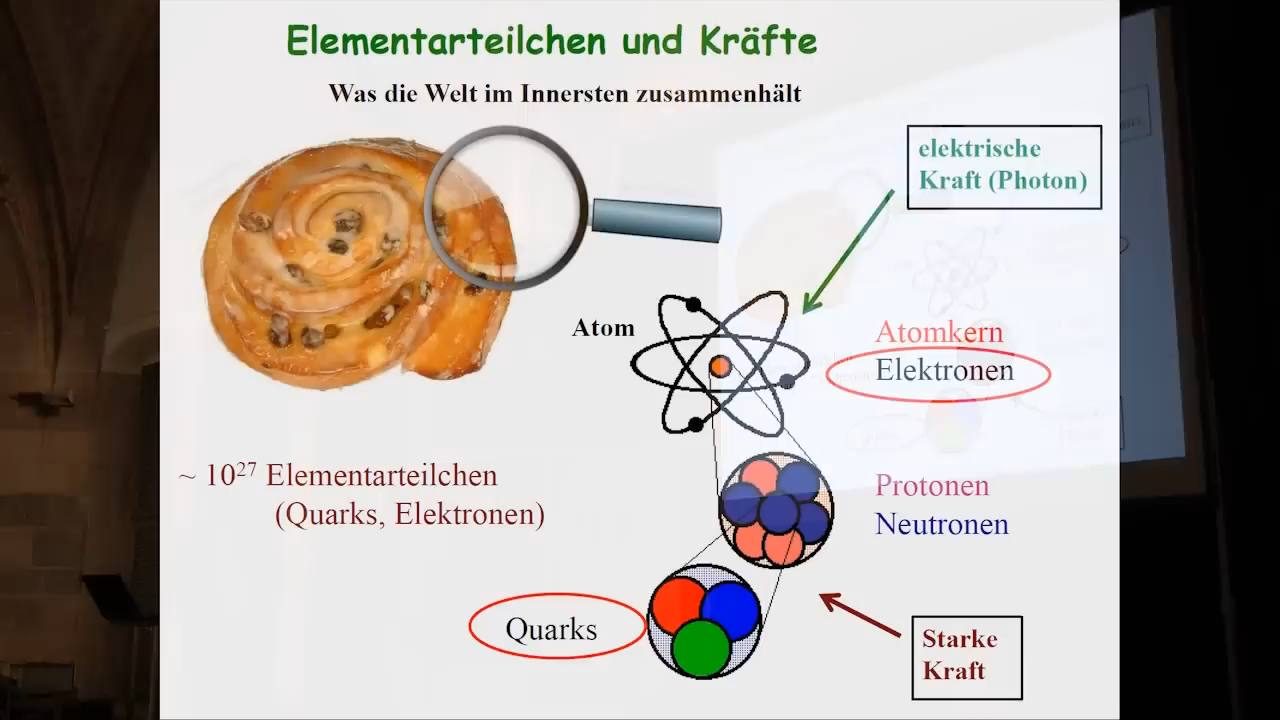 Elementarteilchen und Kräfte
Was die Welt im Innersten zusammenhält
elektrische
Kraft (Photon)
Atom
Atomkern
Elektronen
~ 10²⁷ Elementarteilchen
(Quarks, Elektronen)
Protonen
Neutronen
Quarks
Starke
Kraft